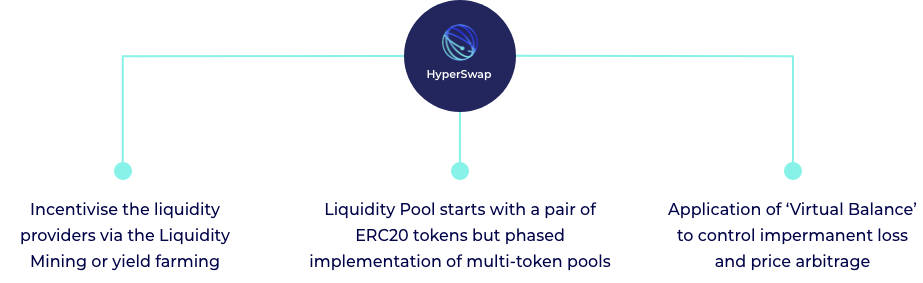 HyperSwap
Incentivise the liquidity
providers via the Liquidity
Mining or yield farming
Liquidity Pool starts with a pair of
ERC20 tokens but phased
implementation of multi-token pools
Application of ‘Virtual Balance’
to control impermanent loss
and price arbitrage